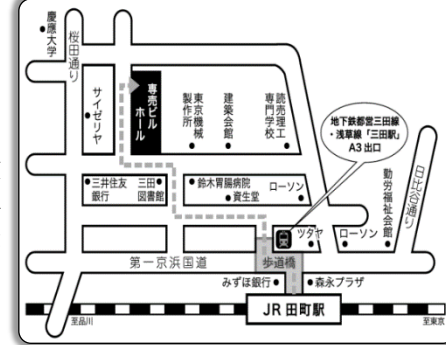 慶應大学
桜田通り
サイゼリヤ
専売ビル
ホール
東京機械
製作所
建築会館
読売理工
専門学校
地下鉄都営三田線
・浅草線「三田駅」
A3 出口
日比谷通り
勤労福祉会館
三井住友
銀行
三田
図書館
鈴木胃腸病院
資生堂
ローソン
ツタヤ
ローソン
第一京浜国道
歩道橋
みずほ銀行
森永プラザ
JR 田町駅
至品川
至東京